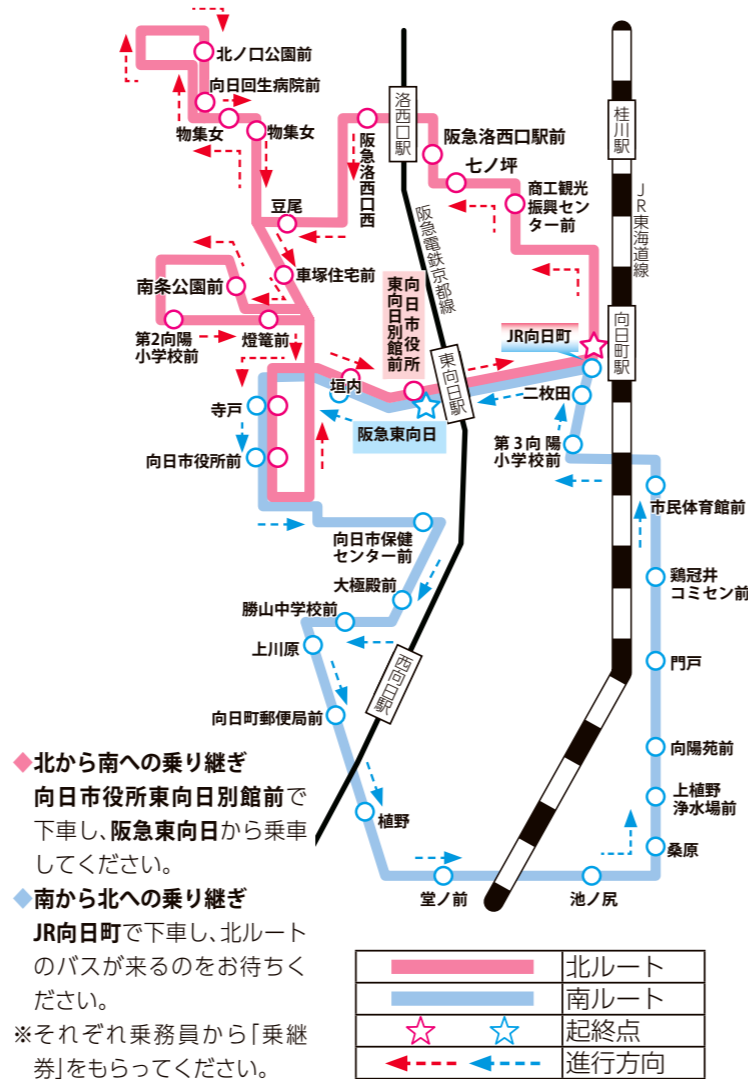 北ノ口公園前
向日回生病院前
物集女
物集女
洛西口駅
阪急洛西口西
阪急洛西口駅前
七ノ坪
商工観光
振興セン
ター前
桂川駅
JR東海道線
豆尾
阪急電鉄京都線
車塚住宅前
南条公園前
第2向陽
小学校前
燈篭前
向日市役所
東向日別館前
JR向日町
向日町駅
東向日駅
垣内
二枚田
寺戸
阪急東向日
第3向陽
小学校前
向日市役所前
市民体育館前
向日市保健
センター前
大極殿前
鶏冠井
コミセン前
勝山中学校前
上川原
西向日駅
門戸
向日町郵便局前
向陽苑前
上植野
浄水場前
植野
桑原
堂ノ前
池ノ尻
◆北から南への乗り継ぎ
向日市役所東向日別館前で
下車し、阪急東向日から乗車
してください。
◆南から北への乗り継ぎ
JR向日町で下車し、北ルート
のバスが来るのをお待ちく
ださい。
※それぞれ乗務員から「乗継
券」をもらってください。
北ルート
南ルート
起終点
進行方向